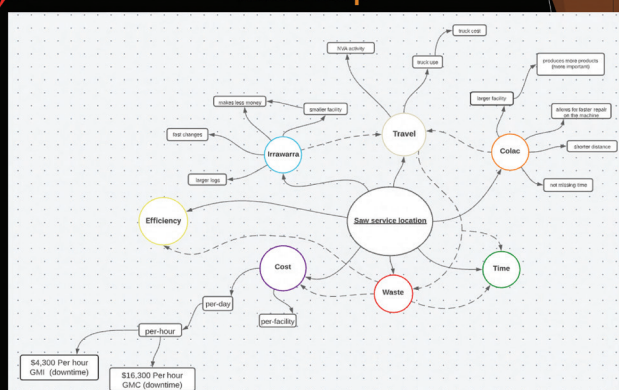 truck cost
truck use
larger facility
produces more products
(more important)
allows for faster repair
on the machine
shorter distance
not missing time
makes less money
smaller facility
fast changes
larger logs
Irrawarra
Travel
Colac
Efficiency
Saw service location
Cost
Waste
Time
per-day
per-facility
per-hour
$4,300 Per hour
GMI (downtime)
$16,300 Per hour
GMC (downtime)